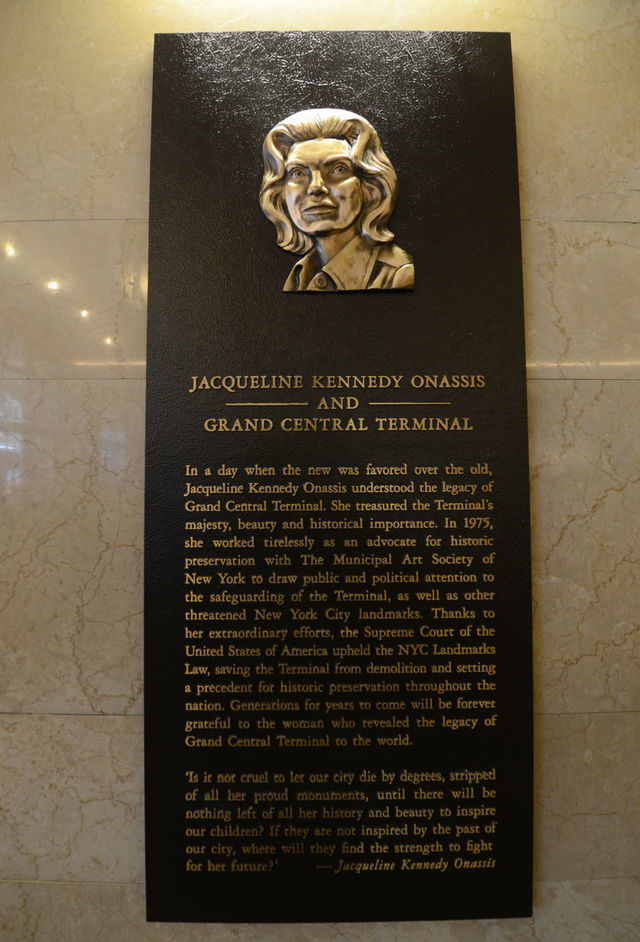 JACQUELINE KENNEDY ONASSIS
AND
GRAND CENTRAL TERMINAL
In a day when the new was favored over the old,
Jacqueline Kennedy Onassis understood the legacy of
Grand Central Terminal. She treasured the Terminal's
majesty, beauty and historical importance. In 1975,
she worked tirelessly as an advocate for historic
preservation with The Municipal Art Society of
New York to draw public and political attention to
the safeguarding of the Terminal, as well as other
threatened New York City landmarks. Thanks to
her extraordinary efforts, the Supreme Court of the
United States of America upheld the NYC Landmarks
Law, saving the Terminal from demolition and setting
a precedent for historic preservation throughout the
nation. Generations for years to come will be forever
grateful to the woman who revealed the legacy of
Grand Central Terminal to the world.
'Is it not cruel to let our city die by degrees, stripped
of all her proud monuments, until there will be
nothing left of all her history and beauty to inspire
our children? If they are not inspired by the past of
our city, where will they find the strength to fight
for her future?' — Jacqueline Kennedy Onassis